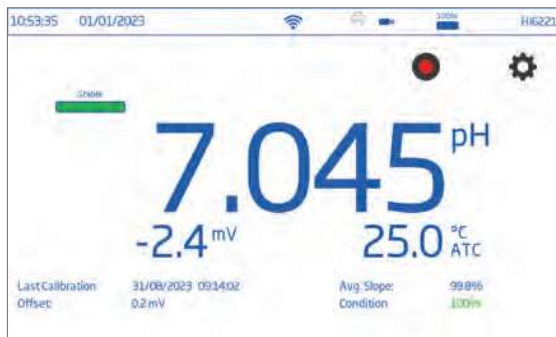 10:53:35 01/01/2023 100% HI6221
Stable
7.045 pH
-2.4 mV 25.0 °C ATC
Last Calibration: 31/08/2023 09:14:02 Avg. Slope: 99.8%
Offset: 0.2 mV Condition 100%